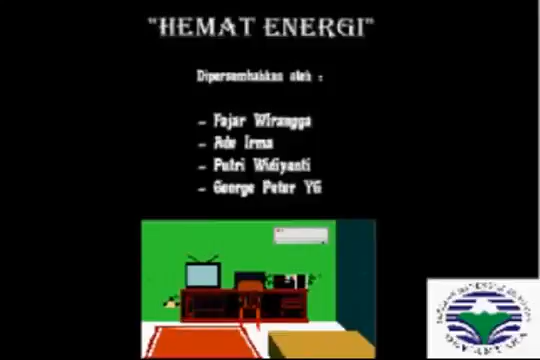 "HEMAT ENERGI"
Dipersembahkan oleh :
- Fajar WIrangga
- Ade Irma
- Putri Widiyanti
- George Peter YG